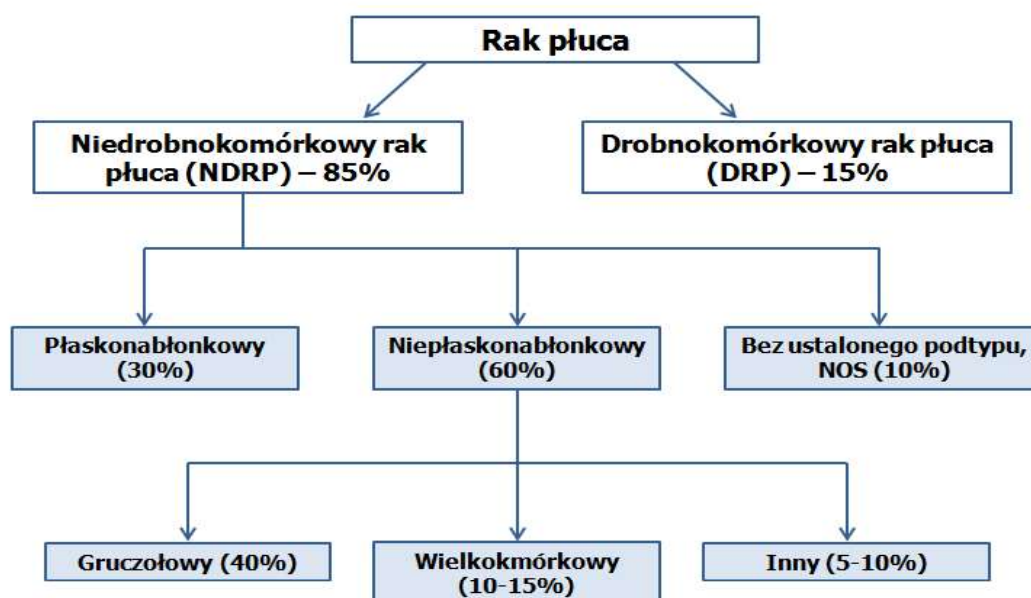 Rak płuca
Niedrobnokomórkowy rak
płuca (NDRP) – 85%
Drobnokomórkowy rak płuca
(DRP) – 15%
Płaskonabłonkowy
(30%)
Niepłaskonabłonkowy
(60%)
Bez ustalonego podtypu,
NOS (10%)
Gruczołowy (40%)
Wielkokmórkowy
(10-15%)
Inny (5-10%)